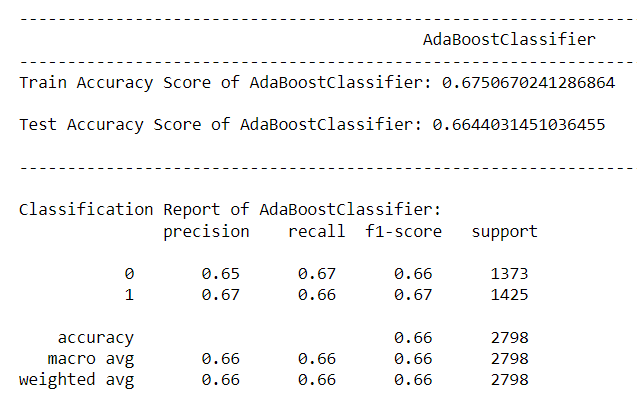 ----------------------------------------------------------------
AdaBoostClassifier
----------------------------------------------------------------
Train Accuracy Score of AdaBoostClassifier: 0.6750670241286864
Test Accuracy Score of AdaBoostClassifier: 0.6644031451036455
----------------------------------------------------------------
Classification Report of AdaBoostClassifier:
precision recall f1-score support
0 0.65 0.67 0.66 1373
1 0.67 0.66 0.67 1425
accuracy 0.66 2798
macro avg 0.66 0.66 0.66 2798
weighted avg 0.66 0.66 0.66 2798